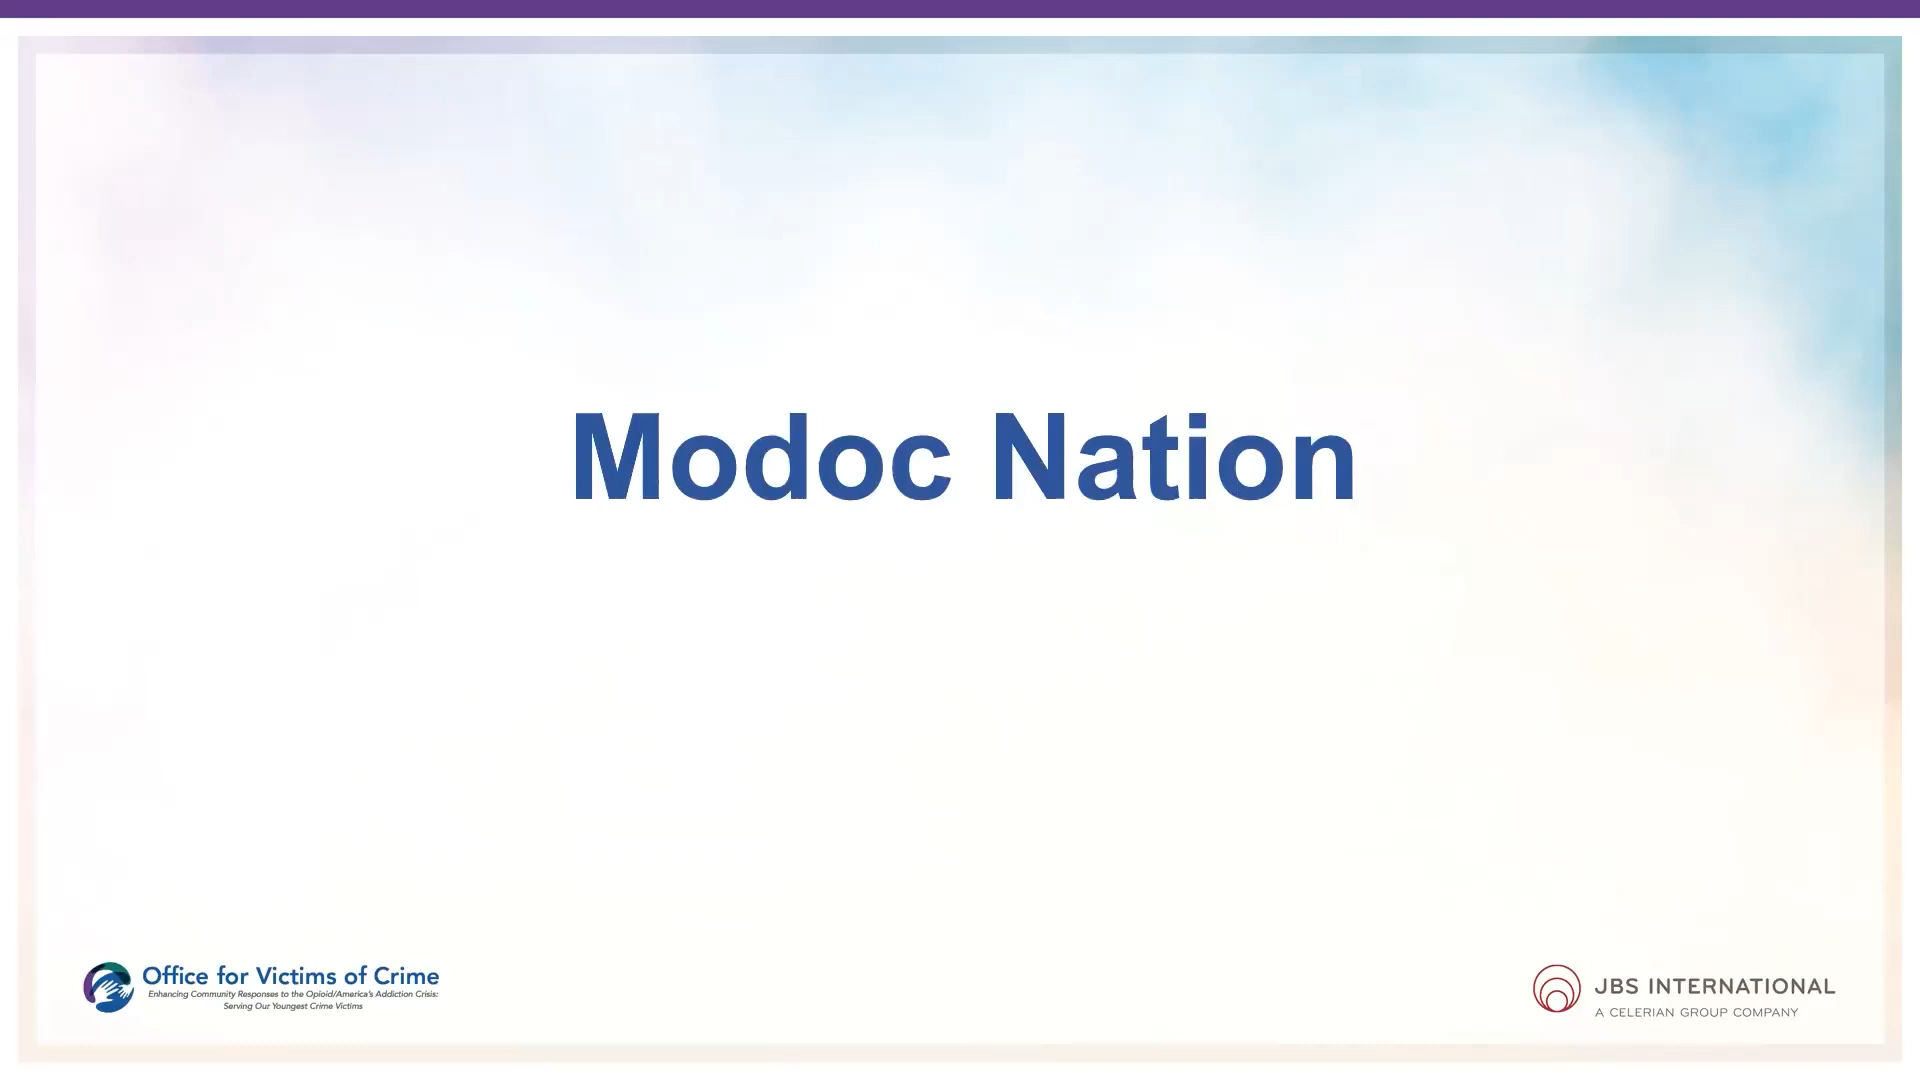 Modoc Nation
Office for Victims of Crime
Enhancing Community Responses to the Opioid/America's Addiction Crisis:
Serving Our Youngest Crime Victims
JBS INTERNATIONAL
A CELERIAN GROUP COMPANY